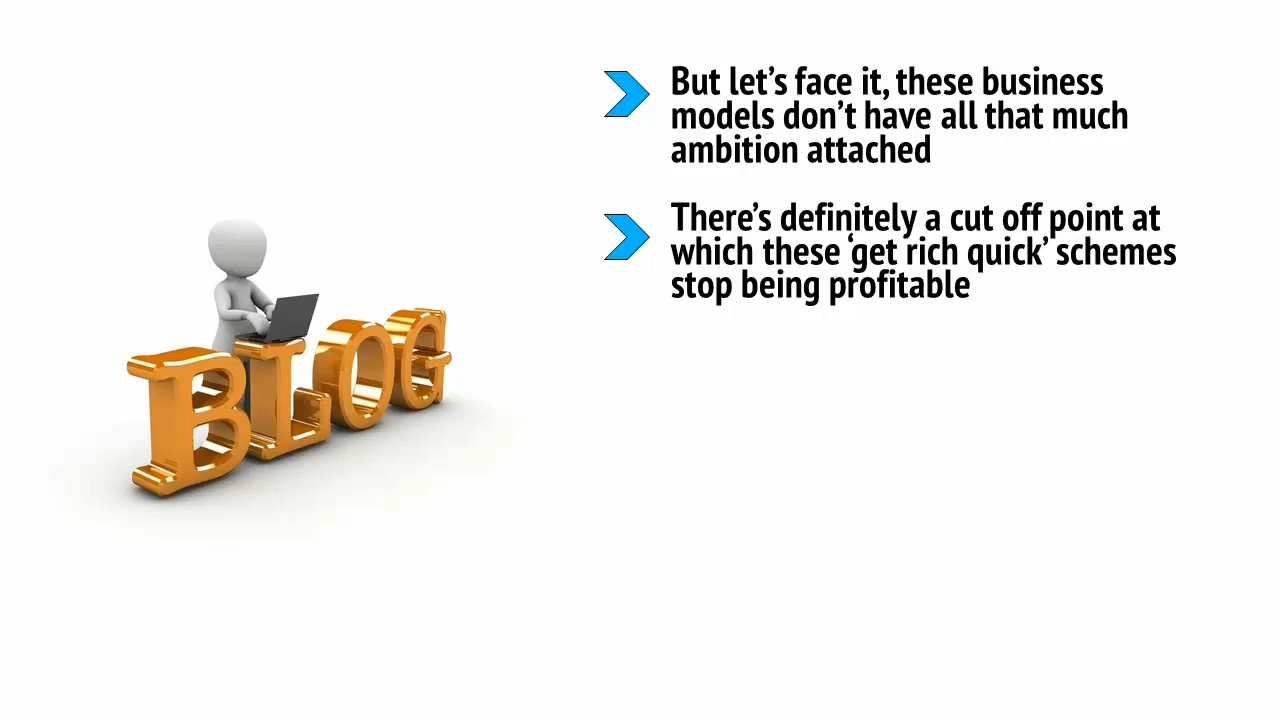 But let’s face it, these business
models don’t have all that much
ambition attached
There’s definitely a cut off point at
which these ‘get rich quick’ schemes
stop being profitable
BLOG